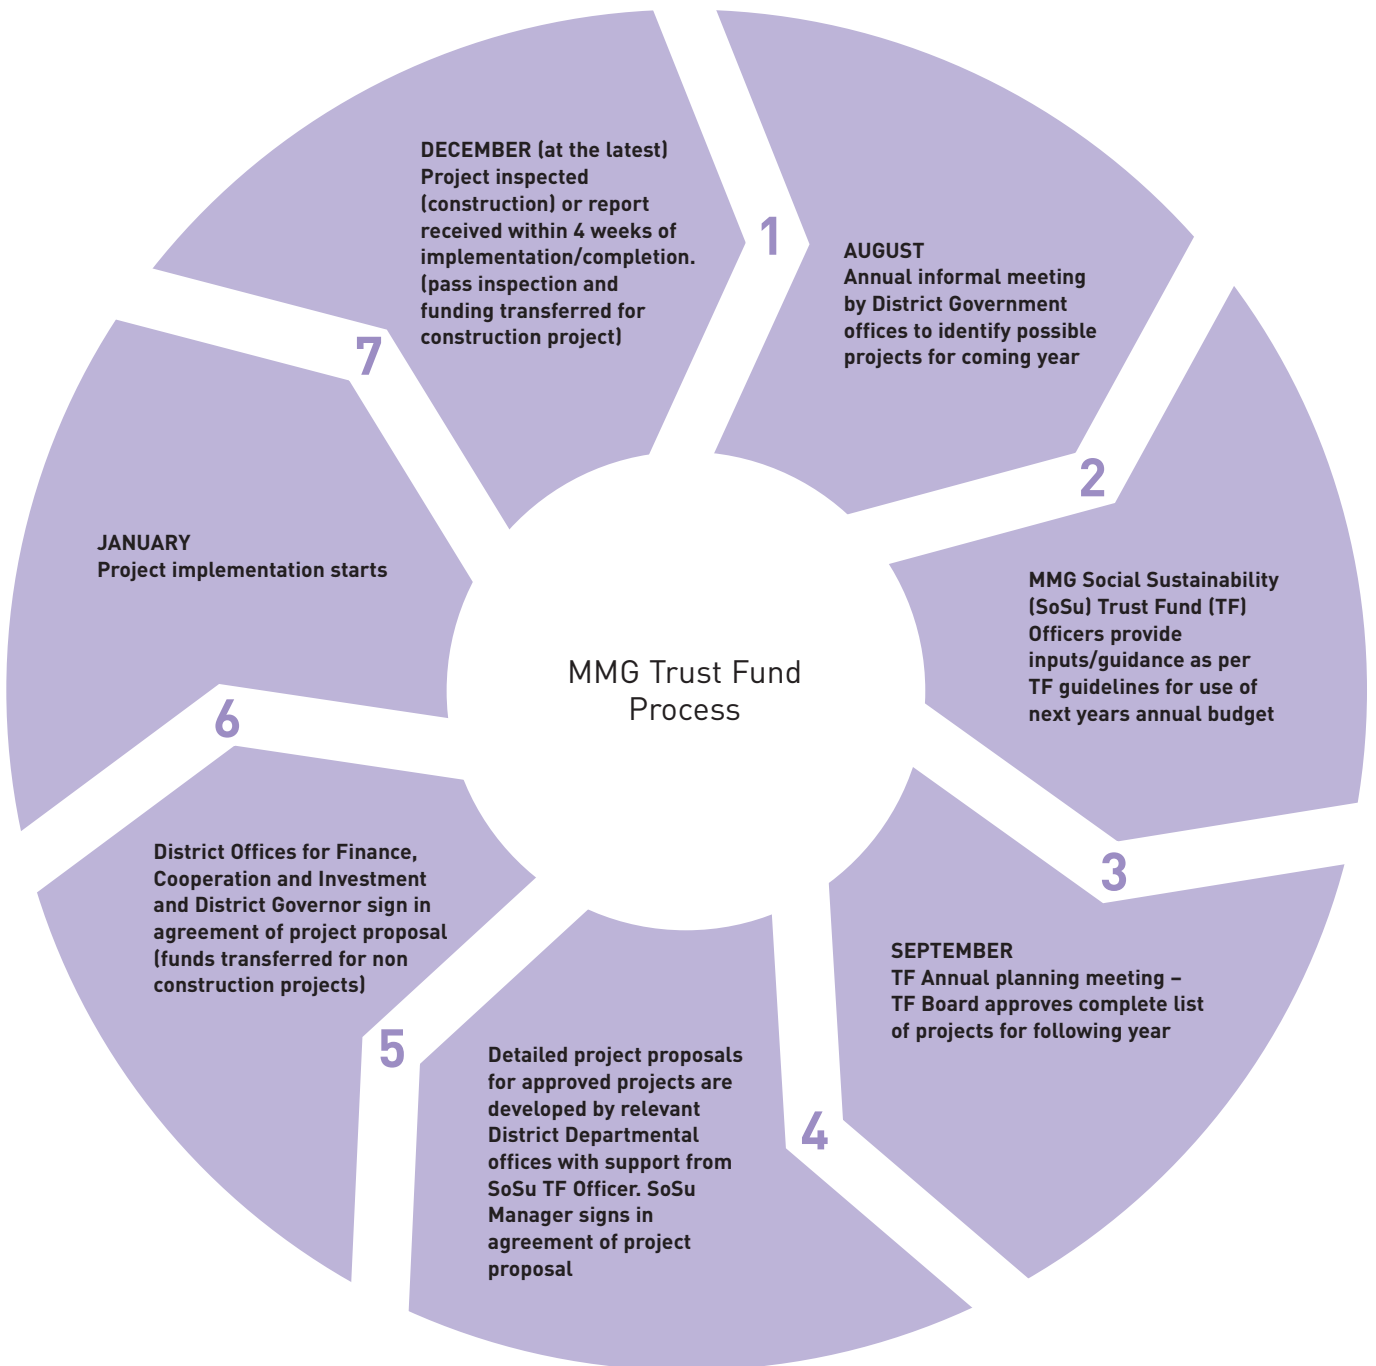 MMG Trust Fund
Process
1
AUGUST
Annual informal meeting
by District Government
offices to identify possible
projects for coming year
2
MMG Social Sustainability
(SoSu) Trust Fund (TF)
Officers provide
inputs/guidance as per
TF guidelines for use of
next years annual budget
3
SEPTEMBER
TF Annual planning meeting –
TF Board approves complete list
of projects for following year
4
Detailed project proposals
for approved projects are
developed by relevant
District Departmental
offices with support from
SoSu TF Officer. SoSu
Manager signs in
agreement of project
proposal
5
District Offices for Finance,
Cooperation and Investment
and District Governor sign in
agreement of project proposal
(funds transferred for non
construction projects)
6
JANUARY
Project implementation starts
7
DECEMBER (at the latest)
Project inspected
(construction) or report
received within 4 weeks of
implementation/completion.
(pass inspection and
funding transferred for
construction project)